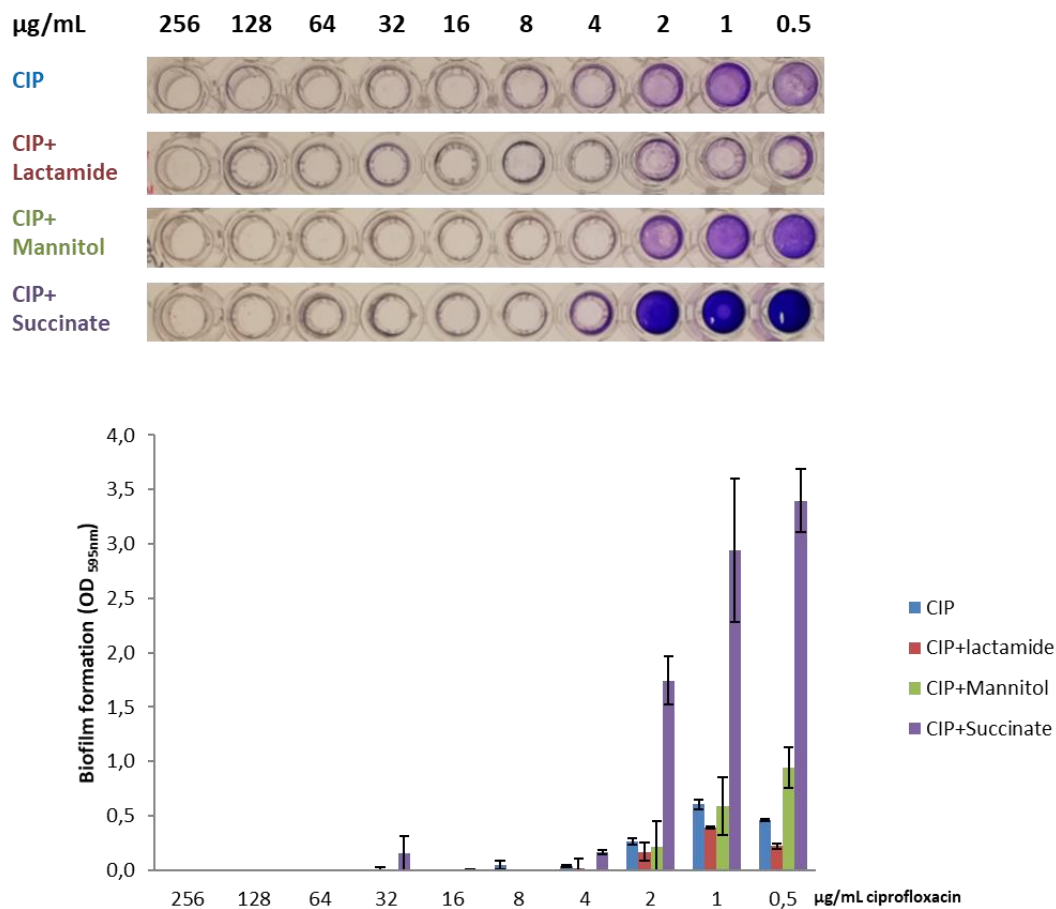 µg/mL 256 128 64 32 16 8 4 2 1 0.5
CIP
CIP+
Lactamide
CIP+
Mannitol
CIP+
Succinate
4,0
3,5
3,0
2,5
2,0
1,5
1,0
0,5
0,0
Biofilm formation (OD 595nm)
256 128 64 32 16 8 4 2 1 0,5 µg/mL ciprofloxacin
CIP
CIP+lactamide
CIP+Mannitol
CIP+Succinate